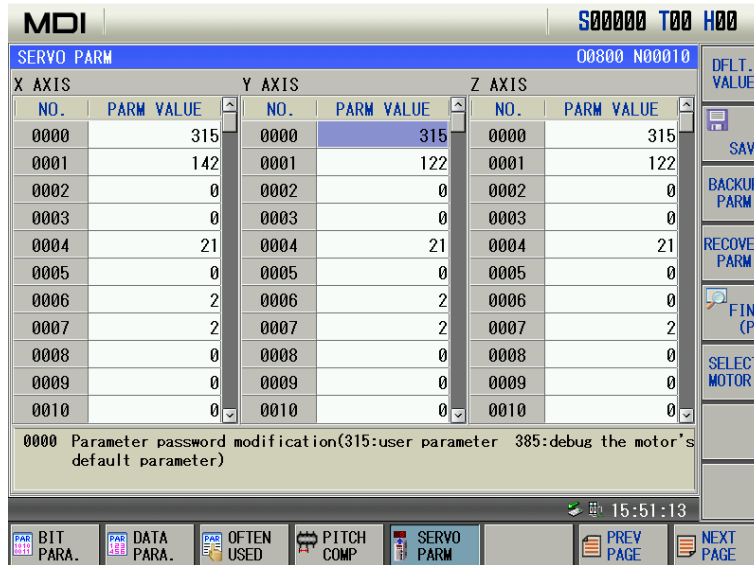 MDI S00000 T00 H00
SERVO PARM O0800 N00010
X AXIS Y AXIS Z AXIS
NO. PARM VALUE NO. PARM VALUE NO. PARM VALUE
0000 315 0000 315 0000 315
0001 142 0001 122 0001 122
0002 0 0002 0 0002 0
0003 0 0003 0 0003 0
0004 21 0004 21 0004 21
0005 0 0005 0 0005 0
0006 2 0006 2 0006 0
0007 2 0007 2 0007 2
0008 0 0008 0 0008 0
0009 0 0009 0 0009 0
0010 0 0010 0 0010 0
0000 Parameter password modification(315:user parameter 385:debug the motor's
default parameter)
DFLT.
VALUE
SAV
BACKUP
PARM
RECOVE
PARM
FIN
(P
SELECT
MOTOR
15:51:13
PAR BIT
1010 PARA.
PAR DATA
PARA.
PAR OFTEN
USED
PITCH
COMP
SERVO
PARM
PREV
PAGE
NEXT
PAGE